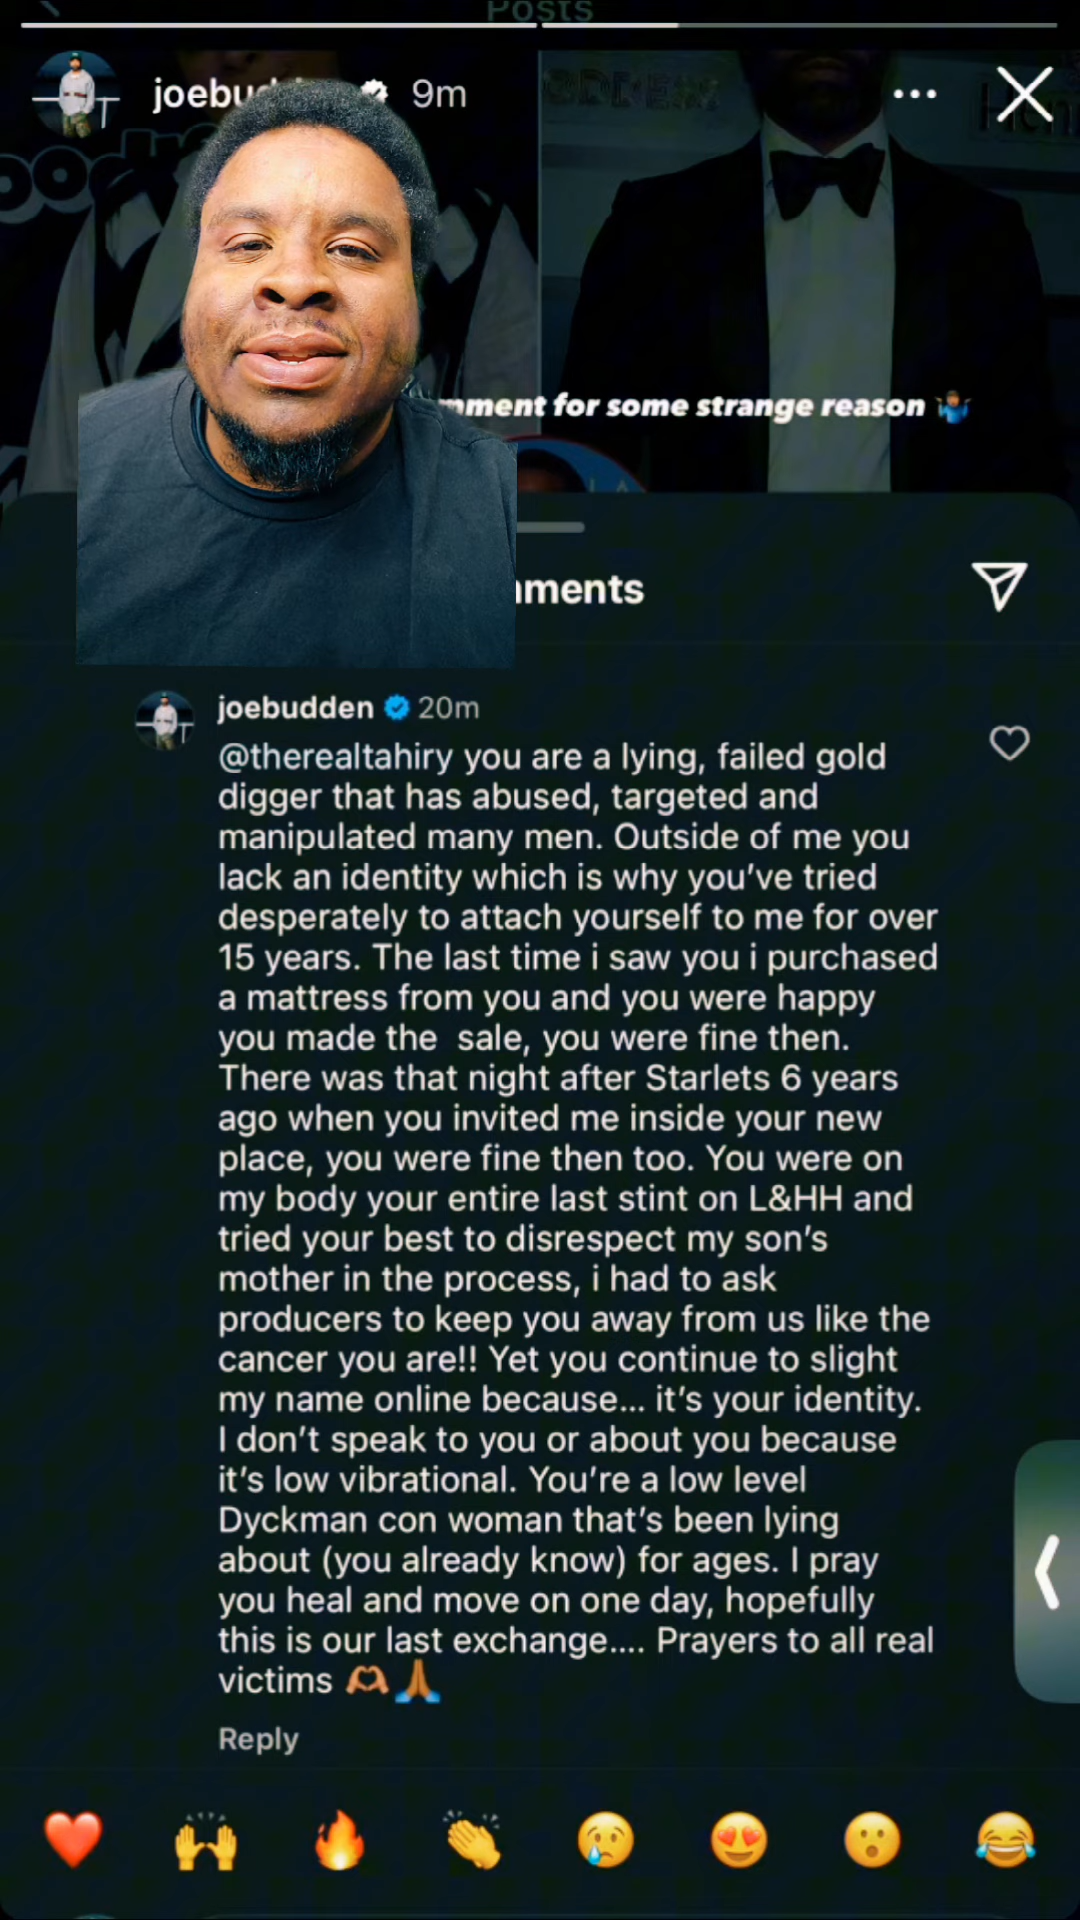 Posts
9m
for some strange reason 🤷🏾‍♂️
joebudden 20m
@therealtahiry you are a lying, failed gold
digger that has abused, targeted and
manipulated many men. Outside of me you
lack an identity which is why you’ve tried
desperately to attach yourself to me for over
15 years. The last time i saw you i purchased
a mattress from you and you were happy
you made the  sale, you were fine then.
There was that night after Starlets 6 years
ago when you invited me inside your new
place, you were fine then too. You were on
my body your entire last stint on L&HH and
tried your best to disrespect my son’s
mother in the process, i had to ask
producers to keep you away from us like the
cancer you are!! Yet you continue to slight
my name online because... it’s your identity.
I don’t speak to you or about you because
it’s low vibrational. You’re a low level
Dyckman con woman that’s been lying
about (you already know) for ages. I pray
you heal and move on one day, hopefully
this is our last exchange.... Prayers to all real
victims 🫶🏽🙏🏾
Reply